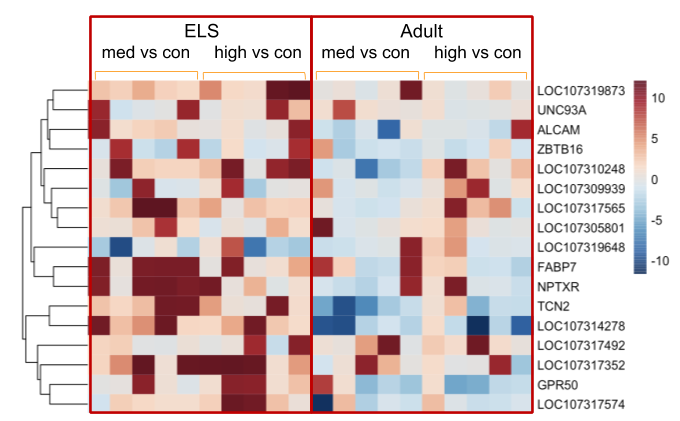 ELS Adult
med vs con high vs con med vs con high vs con
LOC107319873
UNC93A
ALCAM
ZBTB16
LOC107310248
LOC107309939
LOC107317565
LOC107305801
LOC107319648
FABP7
NPTXR
TCN2
LOC107314278
LOC107317492
LOC107317352
GPR50
LOC107317574
10
5
0
-5
-10